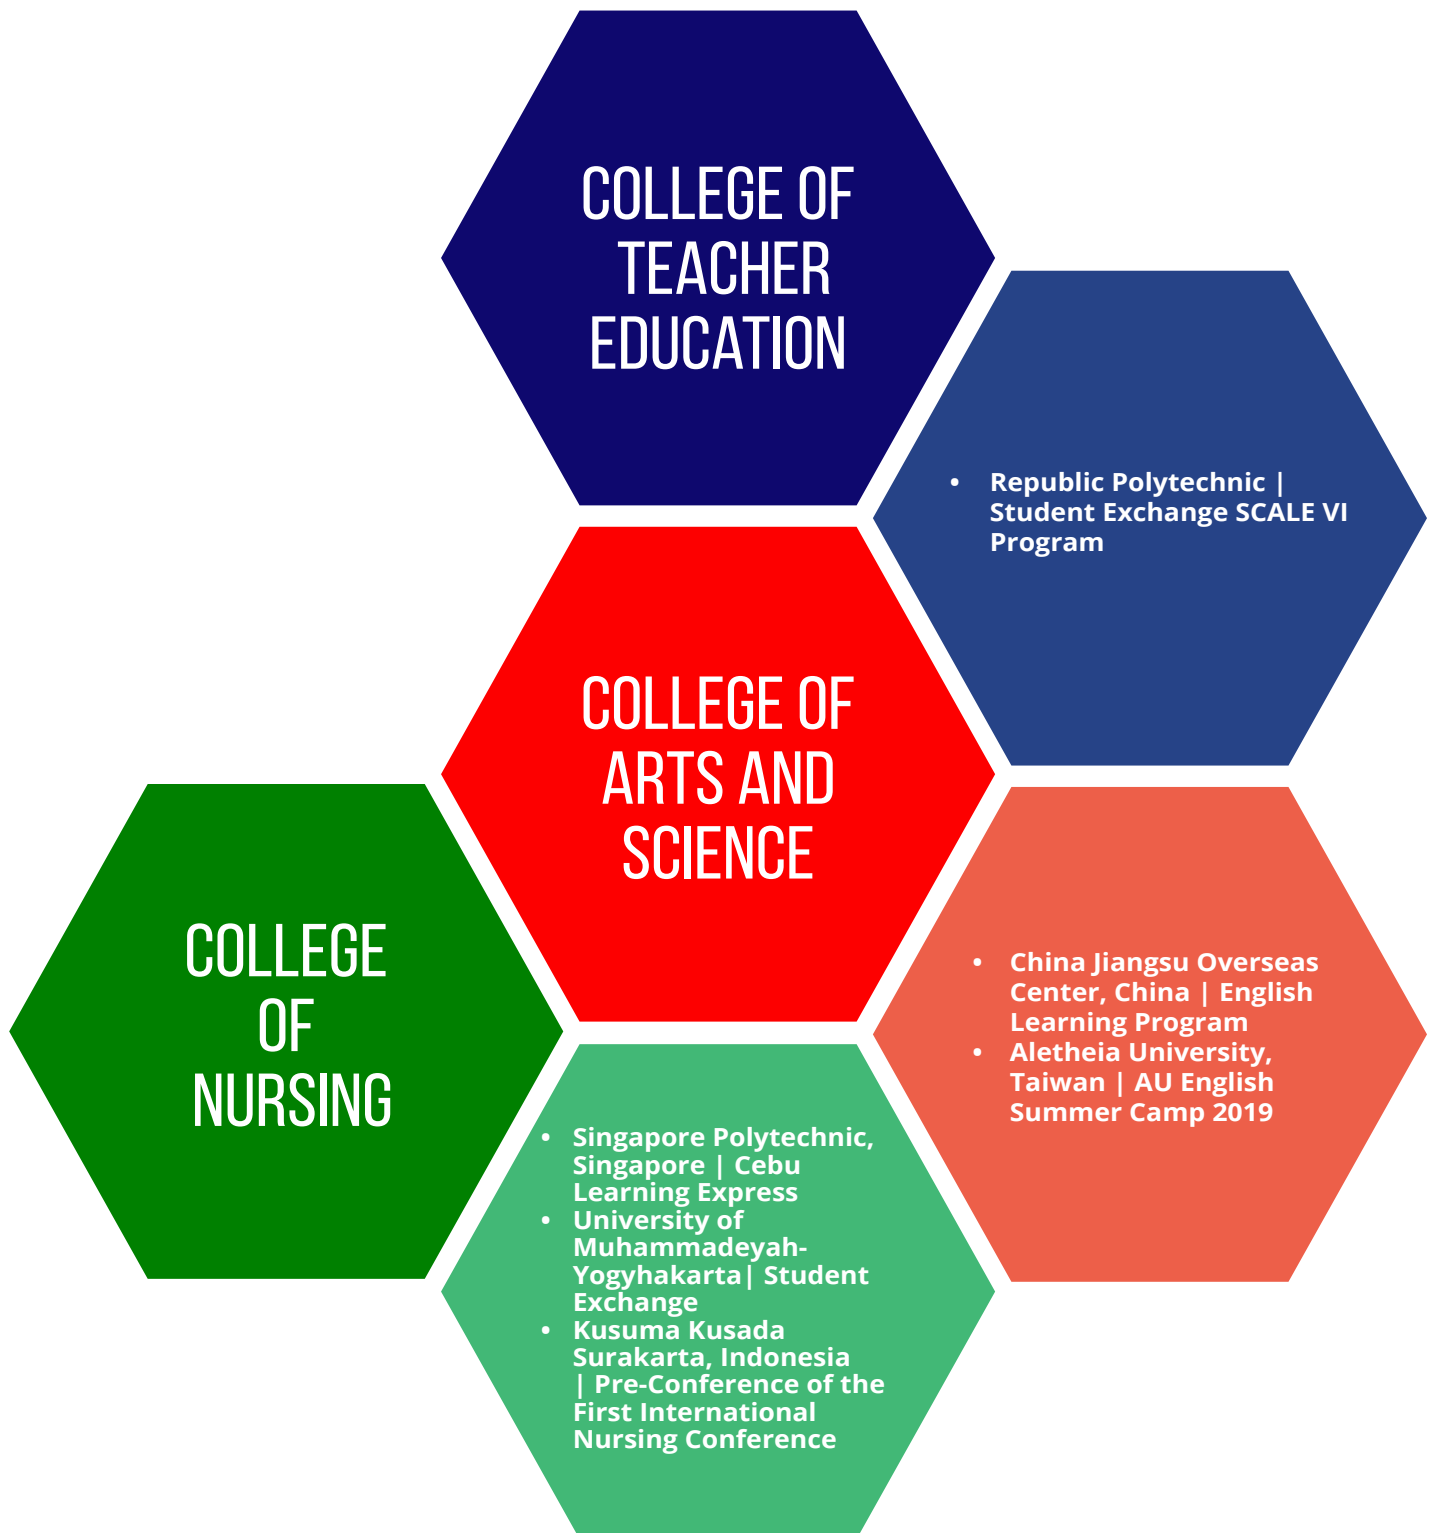 COLLEGE OF
TEACHER
EDUCATION
• Republic Polytechnic |
Student Exchange SCALE VI
Program
COLLEGE OF
ARTS AND
SCIENCE
• China Jiangsu Overseas
Center, China | English
Learning Program
• Aletheia University,
Taiwan | AU English
Summer Camp 2019
COLLEGE
OF
NURSING
• Singapore Polytechnic,
Singapore | Cebu
Learning Express
• University of
Muhammadeyah-
Yogyhakarta| Student
Exchange
• Kusuma Kusada
Surakarta, Indonesia
| Pre-Conference of the
First International
Nursing Conference